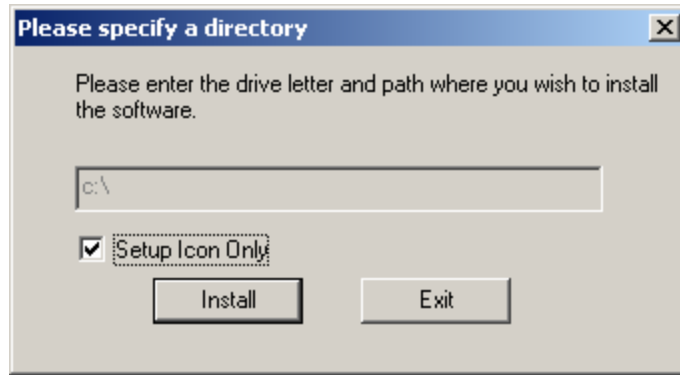 Please specify a directory
Please enter the drive letter and path where you wish to install
the software.
c:\
Setup Icon Only
Install
Exit